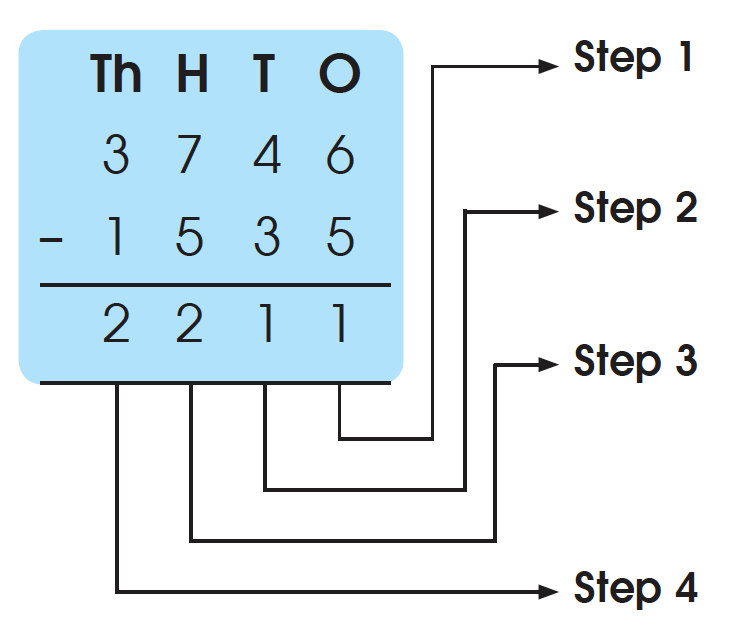 Th H T O
3 7 4 6
– 1 5 3 5
2 2 1 1
Step 1
Step 2
Step 3
Step 4